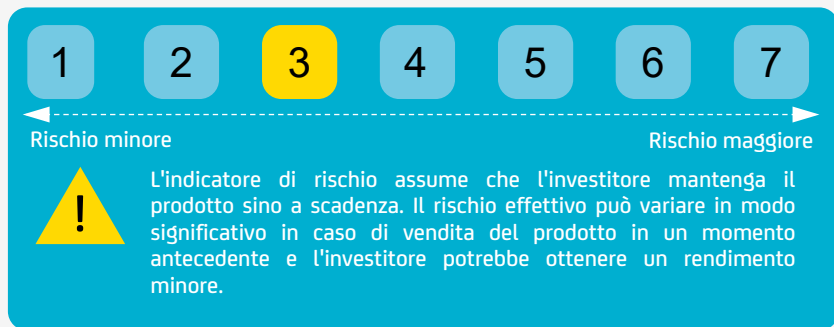 1 2 3 4 5 6 7
Rischio minore Rischio maggiore
!
L'indicatore di rischio assume che l'investitore mantenga il
prodotto sino a scadenza. Il rischio effettivo può variare in modo
significativo in caso di vendita del prodotto in un momento
antecedente e l'investitore potrebbe ottenere un rendimento
minore.